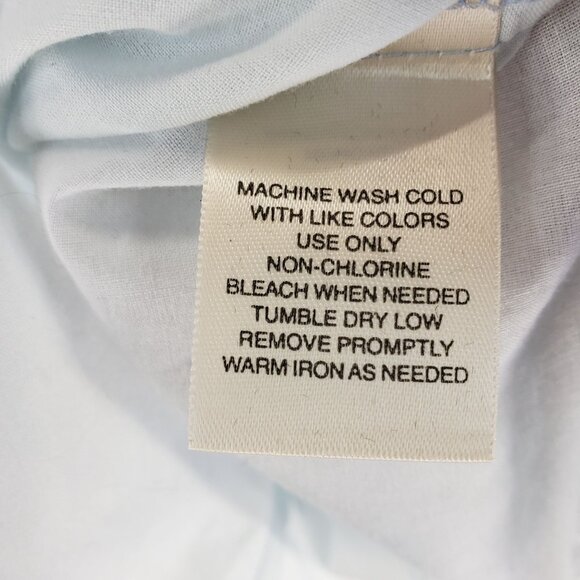 MACHINE WASH COLD
WITH LIKE COLORS
USE ONLY
NON-CHLORINE
BLEACH WHEN NEEDED
TUMBLE DRY LOW
REMOVE PROMPTLY
WARM IRON AS NEEDED